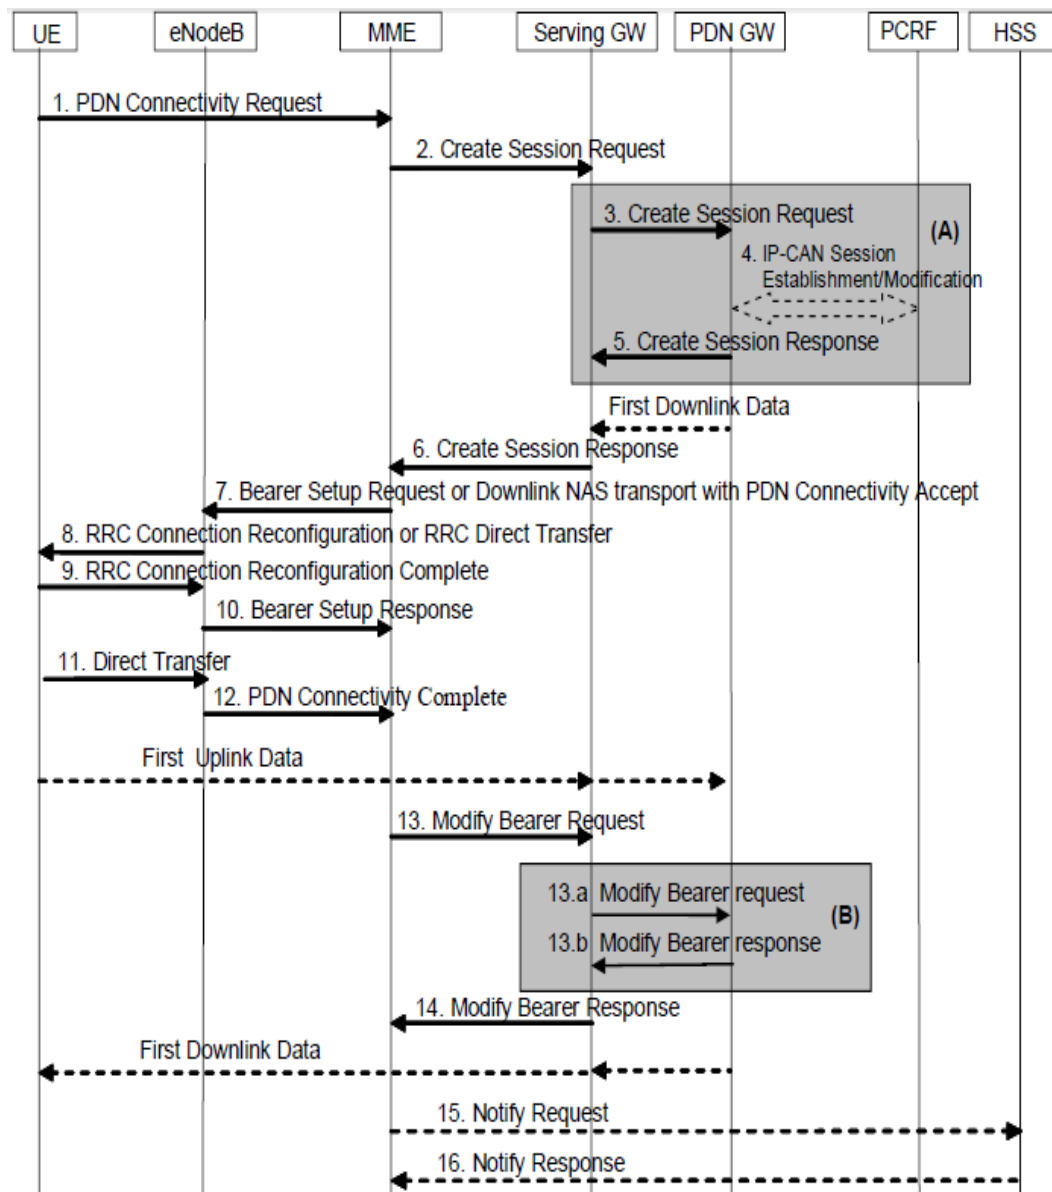 UE eNodeB MME Serving GW PDN GW PCRF HSS
1. PDN Connectivity Request
2. Create Session Request
3. Create Session Request
(A)
4. IP-CAN Session
Establishment/Modification
5. Create Session Response
First Downlink Data
6. Create Session Response
7. Bearer Setup Request or Downlink NAS transport with PDN Connectivity Accept
8. RRC Connection Reconfiguration or RRC Direct Transfer
9. RRC Connection Reconfiguration Complete
10. Bearer Setup Response
11. Direct Transfer
12. PDN Connectivity Complete
First Uplink Data
13. Modify Bearer Request
13.a Modify Bearer request
(B)
13.b Modify Bearer response
14. Modify Bearer Response
First Downlink Data
15. Notify Request
16. Notify Response